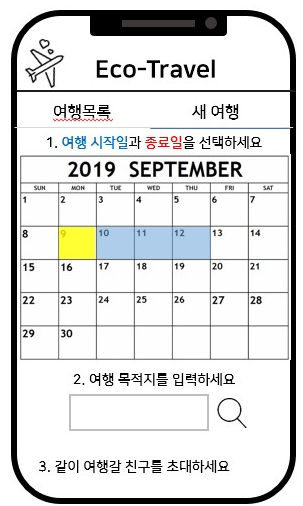 Eco-Travel
여행목록 새 여행
1. 여행 시작일과 종료일을 선택하세요
2019 SEPTEMBER
SUN MON TUE WED THU FRI SAT
1 2 3 4 5 6 7
8 9 10 11 12 13 14
15 16 17 18 19 20 21
22 23 24 25 26 27 28
29 30
2. 여행 목적지를 입력하세요
3. 같이 여행갈 친구를 초대하세요